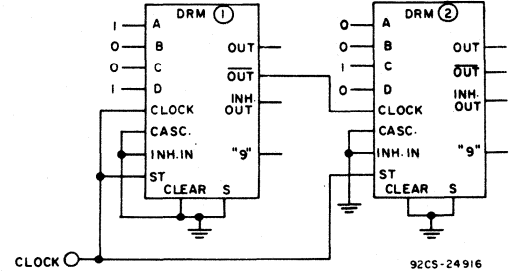 DRM 1
1 A
0 B
0 C
1 D
CLOCK
CASC.
INH.IN
ST
OUT
OUT
INH.
OUT
"9"
CLEAR S
DRM 2
0 A
0 B
1 C
0 D
CLOCK
CASC.
INH.IN
ST
OUT
OUT
INH.
OUT
"9"
CLEAR S
CLOCK
92CS-24916